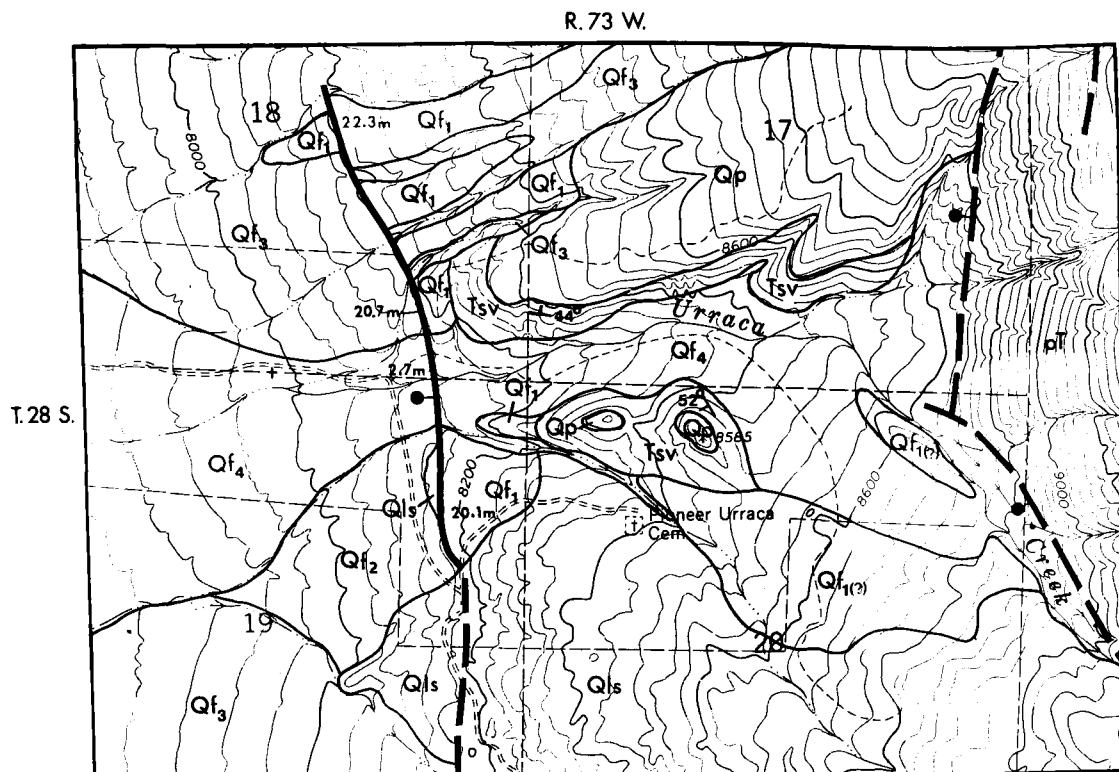 R. 73 W.
Qf3
18
22.3m
Qf1
17
Qf1
8000
Qf1
Qf1
Qp
Qf3
Qf3
8600
Qf1
Tsv
Tsv
44°
Urraca
20.7m
pT
Qf4
2.7m
Qf1
T. 28 S.
52
Qp
Qp
8585
Tsv
Qf1(?)
Qf4
8200
Qf1
Qls
8600
9000
20.1m
Pioneer Urraca
Cem
Qf2
Creek
Qf1(?)
19
28
Qls
Qls
Qf3